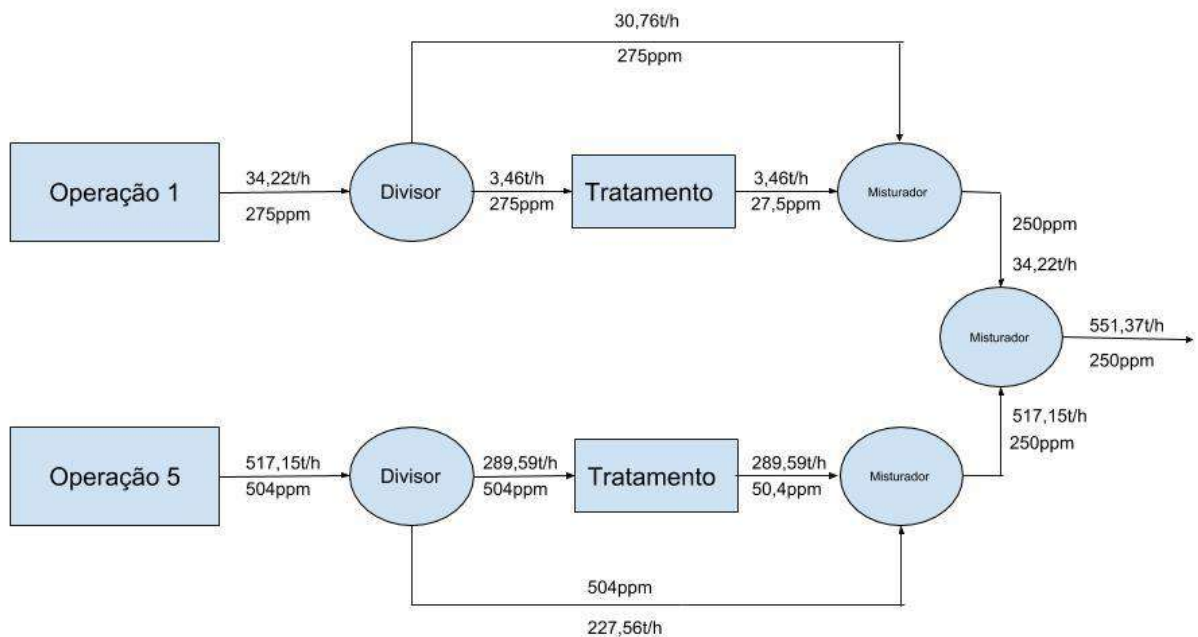 30,76t/h
275ppm
Operação 1
34,22t/h
275ppm
Divisor
3,46t/h
275ppm
Tratamento
3,46t/h
27,5ppm
Misturador
250ppm
34,22t/h
Misturador
551,37t/h
250ppm
517,15t/h
250ppm
Operação 5
517,15t/h
504ppm
Divisor
289,59t/h
504ppm
Tratamento
289,59t/h
50,4ppm
Misturador
504ppm
227,56t/h